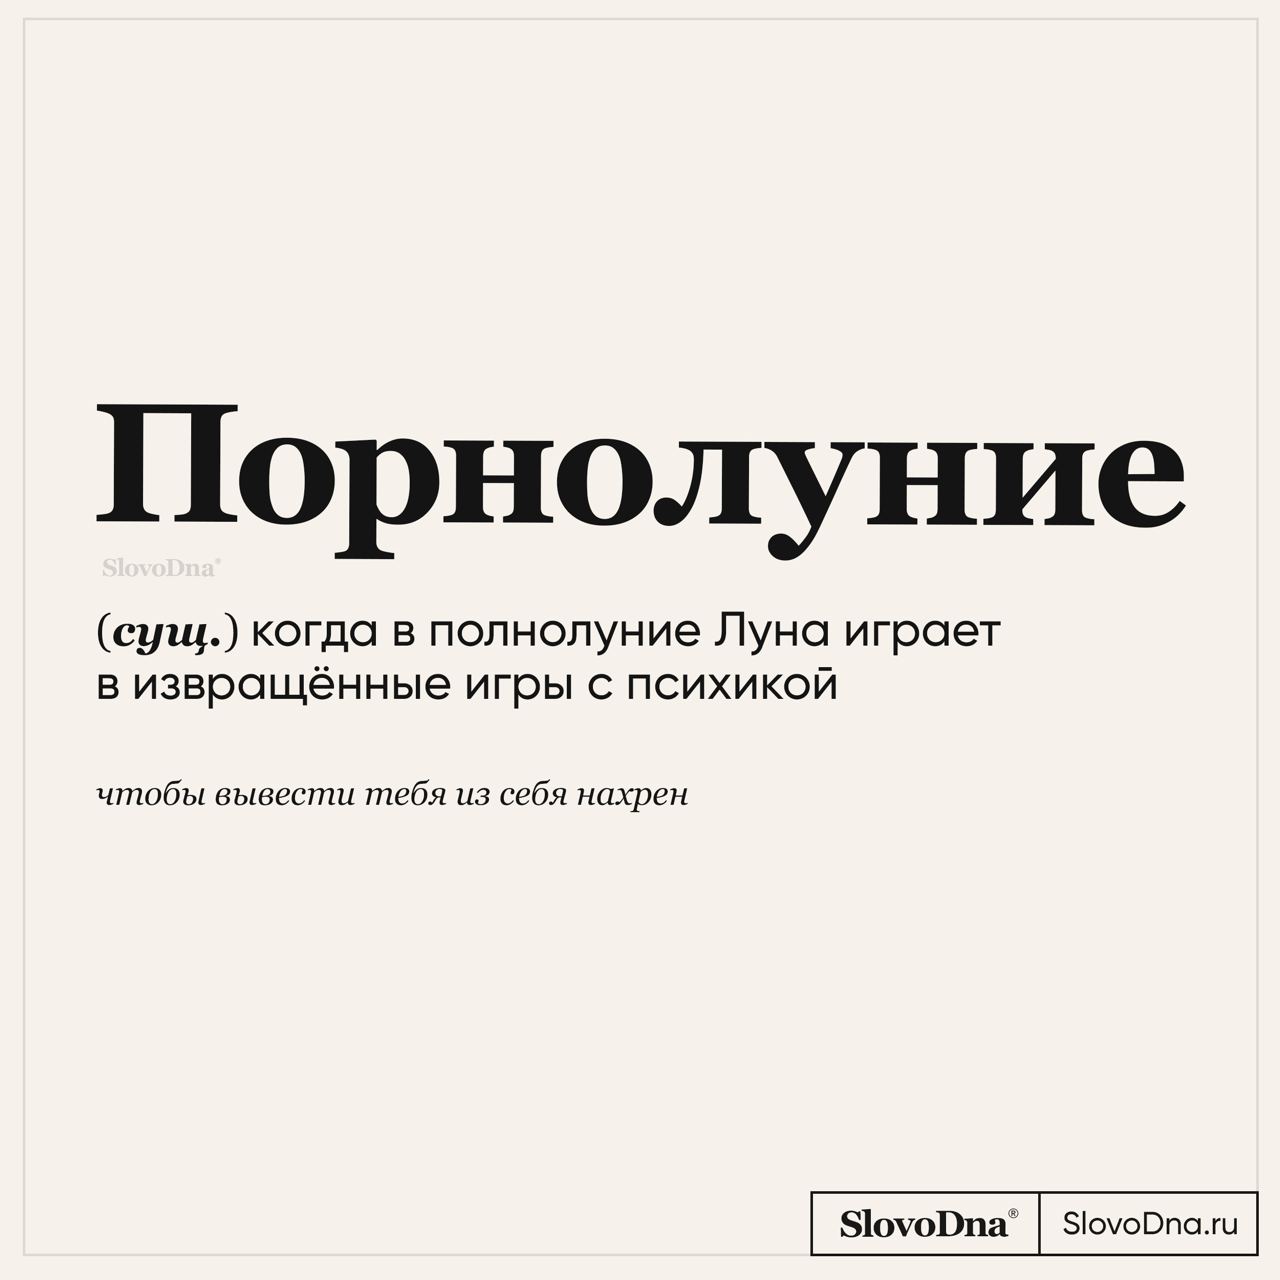 Порнолуние
SlovoDna®
(сущ.) когда в полнолуние Луна играет
в извращённые игры с психикой
чтобы вывести тебя из себя нахрен
SlovoDna® SlovoDna.ru